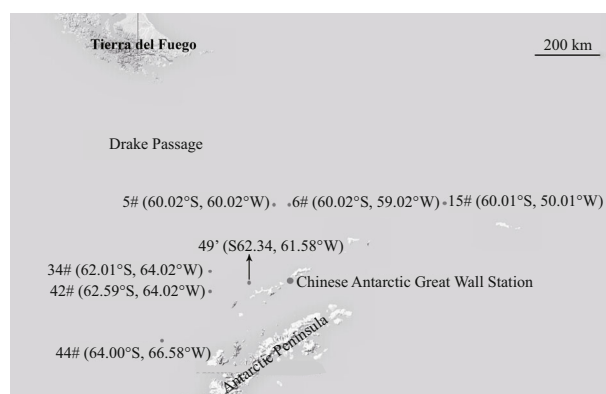 Tierra del Fuego
200 km
Drake Passage
5# (60.02°S, 60.02°W)
6# (60.02°S, 59.02°W)
15# (60.01°S, 50.01°W)
49’ (S62.34, 61.58°W)
34# (62.01°S, 64.02°W)
Chinese Antarctic Great Wall Station
42# (62.59°S, 64.02°W)
44# (64.00°S, 66.58°W)
Antarctic Peninsula